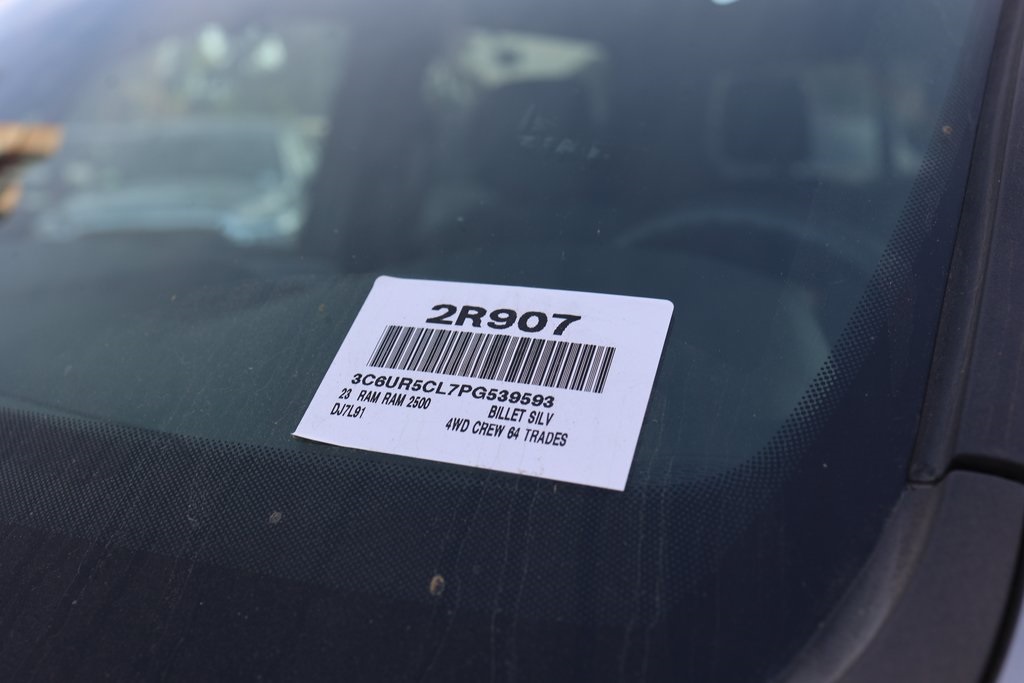 2R907
3C6UR5CL7PG539593
23 RAM RAM 2500 BILLET SILV
DJ7L91 4WD CREW 64 TRADES